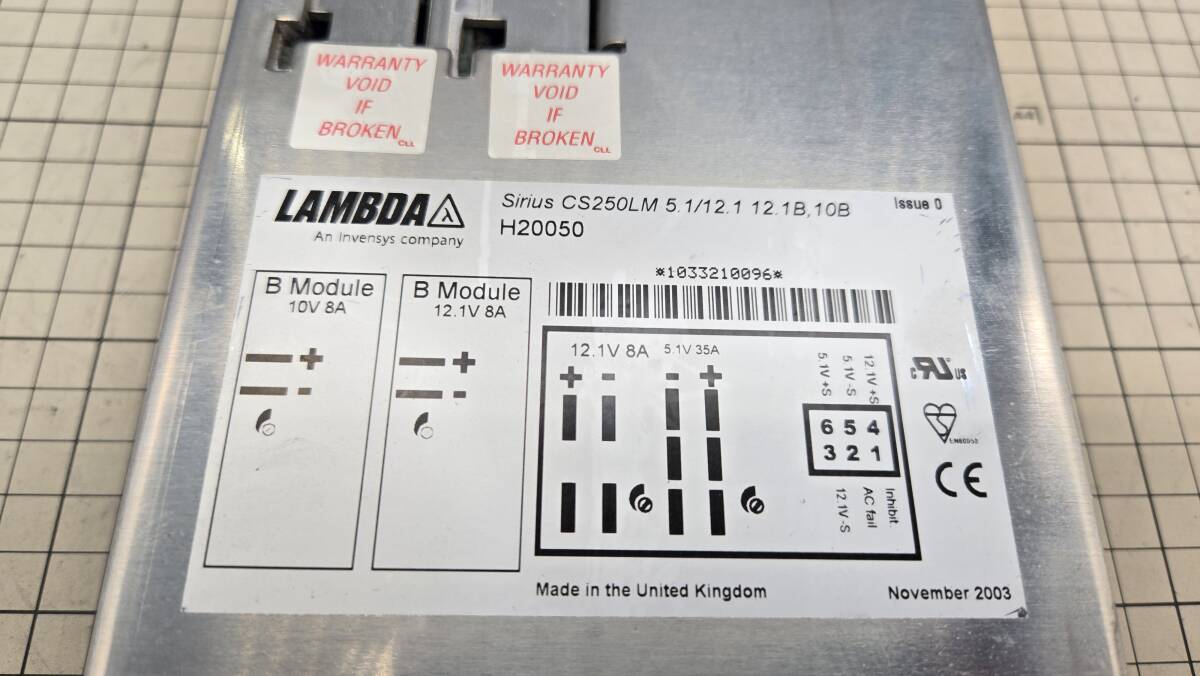 WARRANTY
VOID
IF
BROKEN
CLL
WARRANTY
VOID
IF
BROKEN
CLL
LAMBDA λ
An Invensys company
Sirius CS250LM 5.1/12.1 12.1B,10B
H20050
Issue 0
*1033210096*
B Module
10V 8A
+
-
B Module
12.1V 8A
+
-
12.1V 8A 5.1V 35A
+ - - +
5.1V +S
5.1V -S
12.1V +S
6 5 4
3 2 1
12.1V -S
AC fail
Inhibit.
c RU us
EN60950
CE
Made in the United Kingdom
November 2003